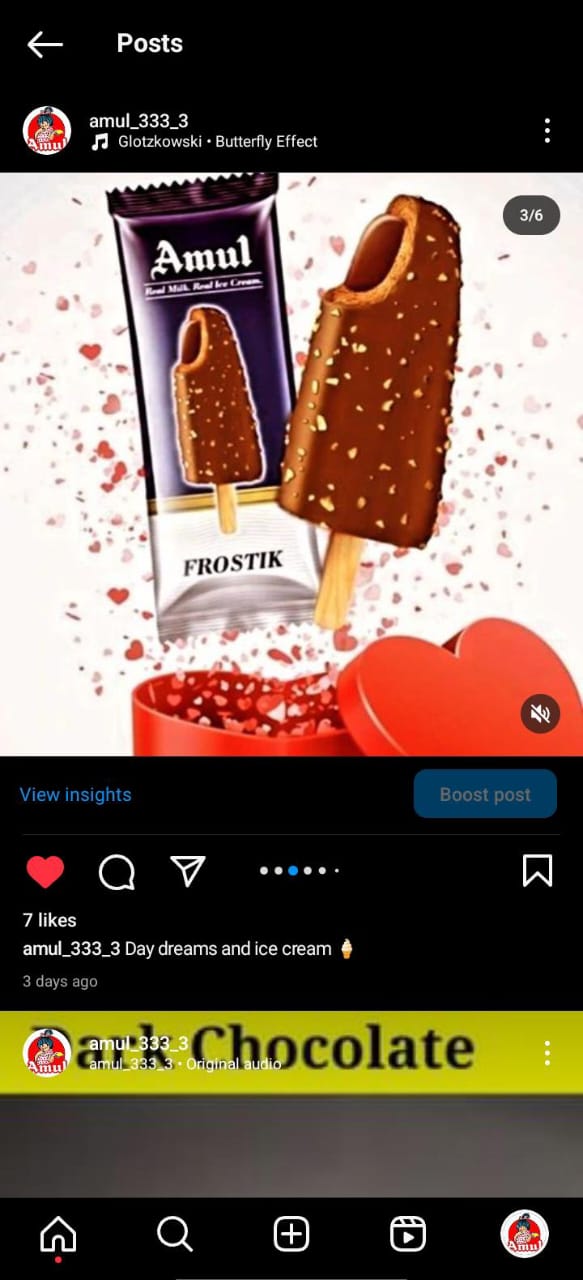 Posts
amul_333_3
Glotzkowski • Butterfly Effect
3/6
Amul
Real Milk. Real Ice Cream.
FROSTIK
View insights
Boost post
7 likes
amul_333_3 Day dreams and ice cream 🍦
3 days ago
Dark Chocolate
amul_333_3
amul_333_3 • Original audio
Amul